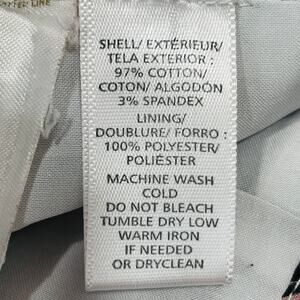 SHELL/ EXTÉRIEUR/
TELA EXTERIOR :
97% COTTON/
COTON/ ALGODÓN
3% SPANDEX
LINING/
DOUBLURE/ FORRO :
100% POLYESTER/
POLIÉSTER
MACHINE WASH
COLD
DO NOT BLEACH
TUMBLE DRY LOW
WARM IRON
IF NEEDED
OR DRYCLEAN